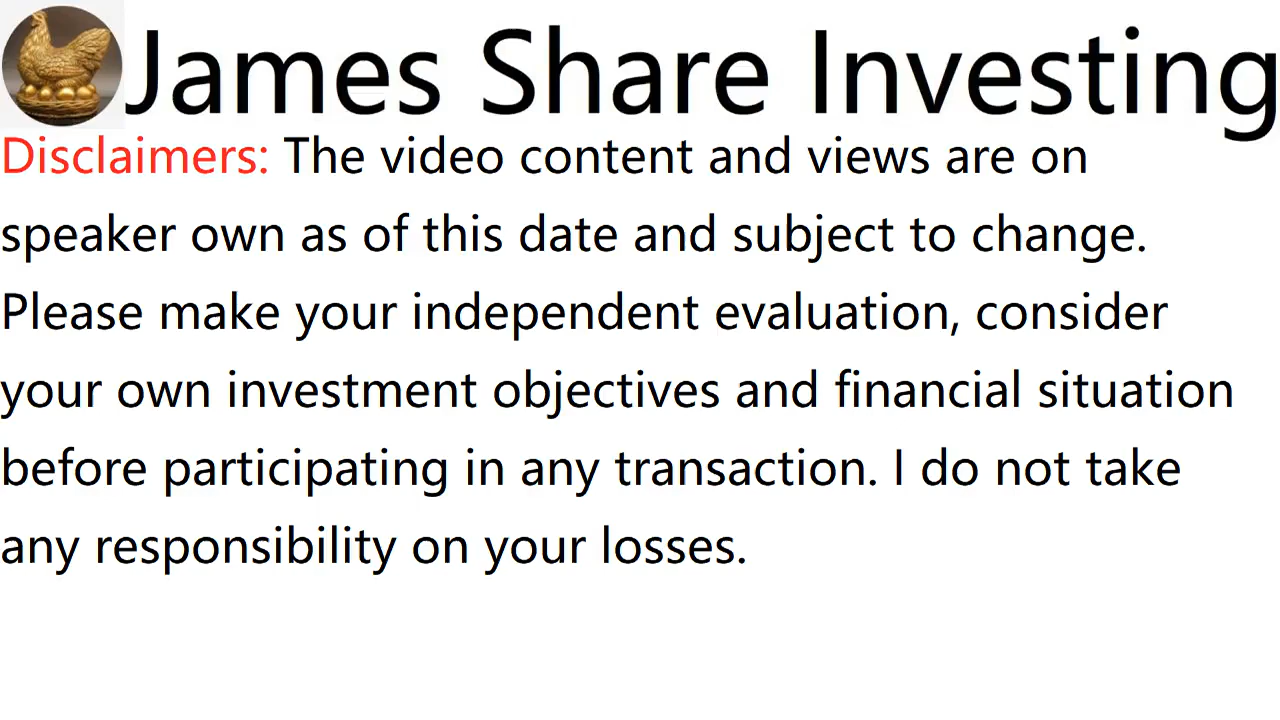 James Share Investing
Disclaimers: The video content and views are on
speaker own as of this date and subject to change.
Please make your independent evaluation, consider
your own investment objectives and financial situation
before participating in any transaction. I do not take
any responsibility on your losses.